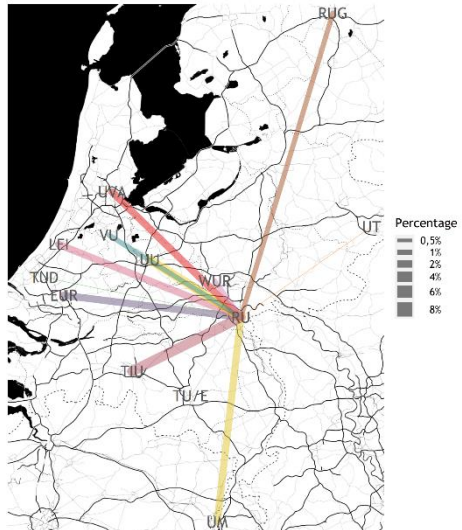 RUG
UVA
UT
VU
LEI
UU
WUR
TUD
EUR
RU
TIU
TU/E
UM
Percentage
0,5%
1%
2%
4%
6%
8%